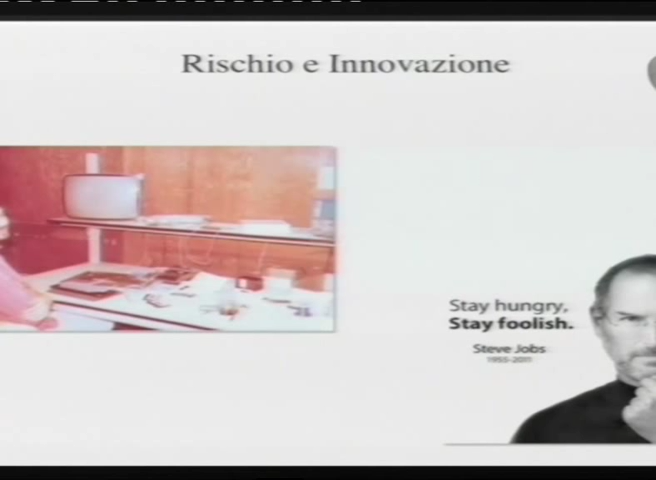 Rischio e Innovazione
Stay hungry,
Stay foolish.
Steve Jobs
1955-2011